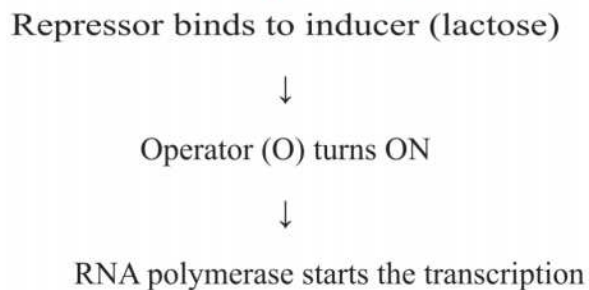 Repressor binds to inducer (lactose)
↓
Operator (O) turns ON
↓
RNA polymerase starts the transcription